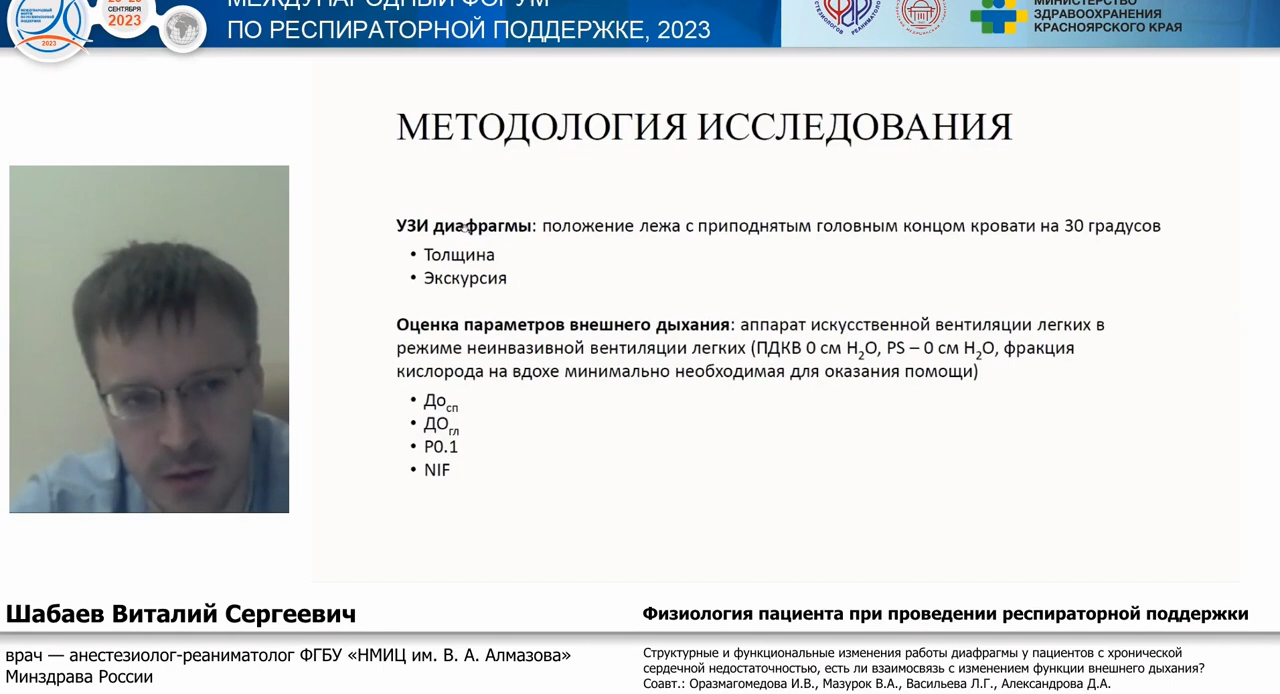 МЕЖДУНАРОДНЫЙ ФОРУМ
ПО РЕСПИРАТОРНОЙ ПОДДЕРЖКЕ, 2023
СЕНТЯБРЯ
2023
2023
МИНИСТЕРСТВО
ЗДРАВООХРАНЕНИЯ
КРАСНОЯРСКОГО КРАЯ
МЕТОДОЛОГИЯ ИССЛЕДОВАНИЯ
УЗИ диафрагмы: положение лежа с приподнятым головным концом кровати на 30 градусов
• Толщина
• Экскурсия
Оценка параметров внешнего дыхания: аппарат искусственной вентиляции легких в
режиме неинвазивной вентиляции легких (ПДКВ 0 см H₂O, PS – 0 см H₂O, фракция
кислорода на вдохе минимально необходимая для оказания помощи)
• До сп
• ДО гл
• P0.1
• NIF
Шабаев Виталий Сергеевич
врач — анестезиолог-реаниматолог ФГБУ «НМИЦ им. В. А. Алмазова»
Минздрава России
Физиология пациента при проведении респираторной поддержки
Структурные и функциональные изменения работы диафрагмы у пациентов с хронической
сердечной недостаточностью, есть ли взаимосвязь с изменением функции внешнего дыхания?
Соавт.: Оразмагомедова И.В., Мазурок В.А., Васильева Л.Г., Александрова Д.А.